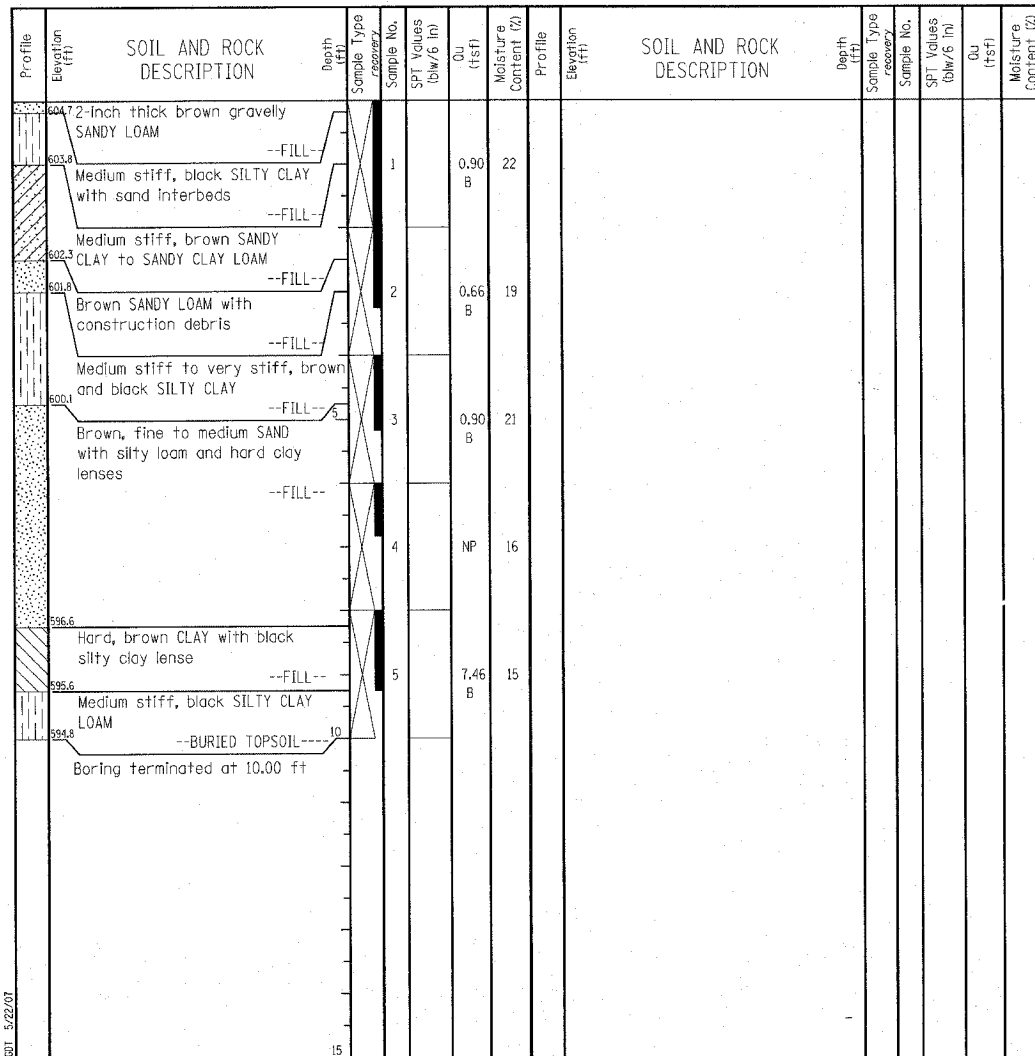 Profile
Elevation (ft)
SOIL AND ROCK
DESCRIPTION
Depth (ft)
Sample Type
recovery
Sample No.
SPT Values (blw/6 in)
Qu (tsf)
Moisture Content (%)
Profile
Elevation (ft)
SOIL AND ROCK
DESCRIPTION
Depth (ft)
Sample Type
recovery
Sample No.
SPT Values (blw/6 in)
Qu (tsf)
Moisture Content (%)
604.7 2-inch thick brown gravelly
SANDY LOAM
--FILL--
603.8
Medium stiff, black SILTY CLAY
with sand interbeds
--FILL--
1 0.90 B 22
Medium stiff, brown SANDY
602.3 CLAY to SANDY CLAY LOAM
--FILL--
601.8
Brown SANDY LOAM with
construction debris
--FILL--
2 0.66 B 19
Medium stiff to very stiff, brown
and black SILTY CLAY
600.1
--FILL-- 5
3 0.90 B 21
Brown, fine to medium SAND
with silty loam and hard clay
lenses
--FILL--
4 NP 16
596.6
Hard, brown CLAY with black
silty clay lense
--FILL--
5 7.46 B 15
595.6
Medium stiff, black SILTY CLAY
LOAM
594.8
--BURIED TOPSOIL---- 10
Boring terminated at 10.00 ft
15
GDT 5/22/07